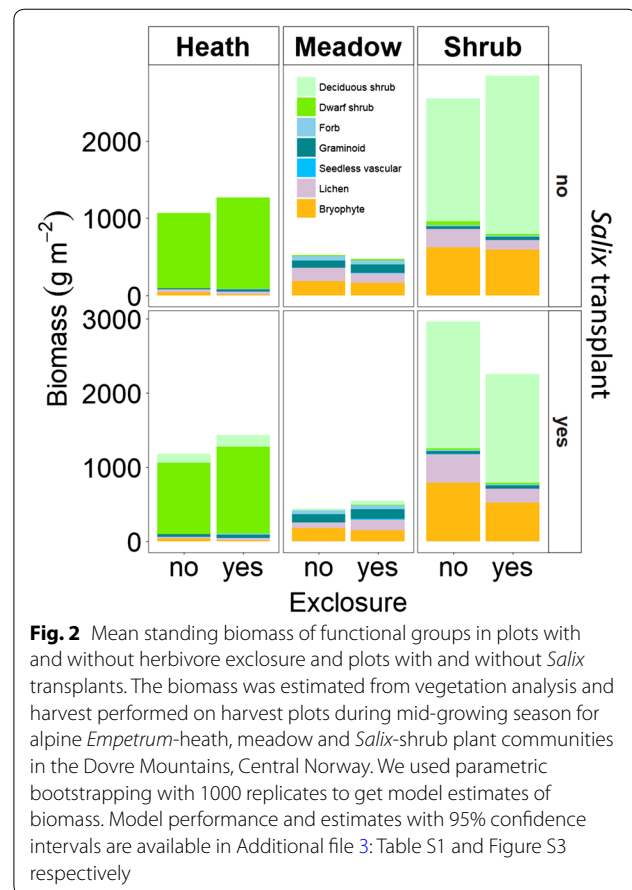 Heath Meadow Shrub
Deciduous shrub
Dwarf shrub
Forb
Graminoid
Seedless vascular
Lichen
Bryophyte
2000
1000
0
no
3000
2000
1000
0
yes
Biomass (g m⁻²)
Salix transplant
no yes no yes no yes
Exclosure
Fig. 2 Mean standing biomass of functional groups in plots with
and without herbivore exclosure and plots with and without Salix
transplants. The biomass was estimated from vegetation analysis and
harvest performed on harvest plots during mid-growing season for
alpine Empetrum-heath, meadow and Salix-shrub plant communities
in the Dovre Mountains, Central Norway. We used parametric
bootstrapping with 1000 replicates to get model estimates of
biomass. Model performance and estimates with 95% confidence
intervals are available in Additional file 3: Table S1 and Figure S3
respectively